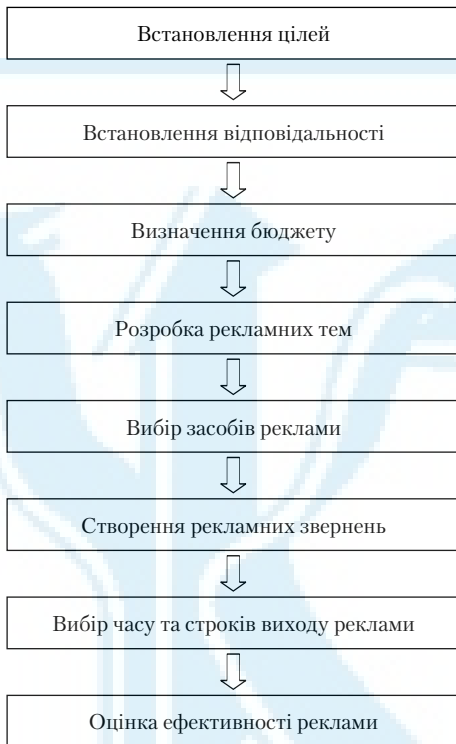 Встановлення цілей
Встановлення відповідальності
Визначення бюджету
Розробка рекламних тем
Вибір засобів реклами
Створення рекламних звернень
Вибір часу та строків виходу реклами
Оцінка ефективності реклами